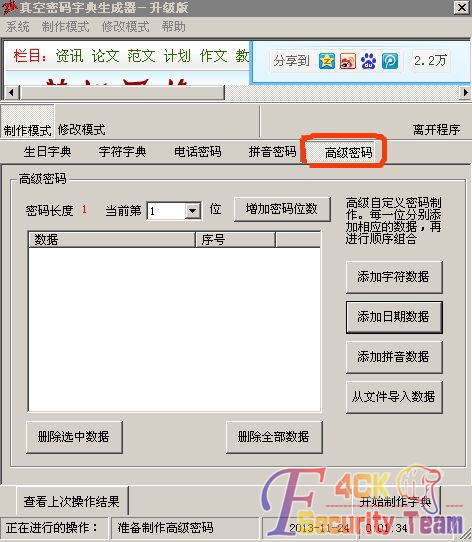 真空密码字典生成器－升级版
系统 制作模式 修改模式 帮助
栏目： 资讯 论文 范文 计划 作文 教
分享到 2.2万
制作模式 修改模式 离开程序
生日字典 字符字典 电话密码 拼音密码 高级密码
高级密码
密码长度 1 当前第 1 位 增加密码位数
高级自定义密码制作。每一位分别添加相应的数据，再进行顺序组合
数据 序号
添加字符数据
添加日期数据
添加拼音数据
从文件导入数据
删除选中数据 删除全部数据
查看上次操作结果 开始制作字典
正在进行的操作： 准备制作高级密码 2013-11-24 0:01.34
F4CK
Security Team